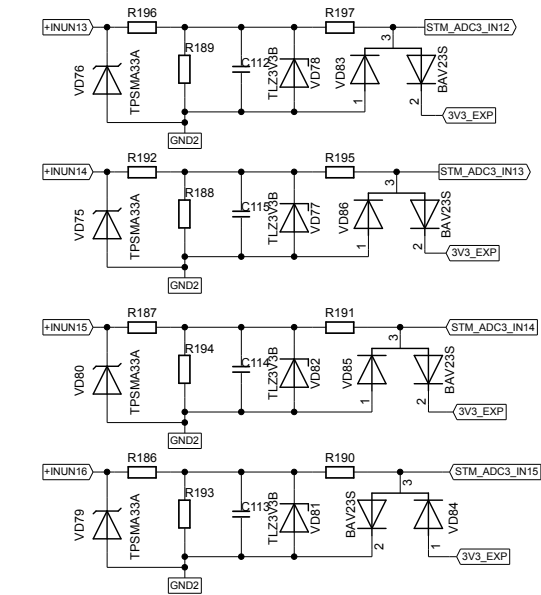 R196
R197
+INUN13
STM_ADC3_IN12
3
R189
C112
VD76
TPSMA33A
TLZ3V3B
VD78
VD83
BAV23S
1
2
3V3_EXP
GND2
R192
R195
+INUN14
STM_ADC3_IN13
3
R188
C115
VD75
TPSMA33A
TLZ3V3B
VD77
VD86
BAV23S
1
2
3V3_EXP
GND2
R187
R191
+INUN15
STM_ADC3_IN14
3
R194
C114
VD80
TPSMA33A
TLZ3V3B
VD82
VD85
BAV23S
1
2
3V3_EXP
GND2
R186
R190
+INUN16
STM_ADC3_IN15
3
R193
C113
VD79
TPSMA33A
TLZ3V3B
VD81
BAV23S
VD84
2
1
3V3_EXP
GND2